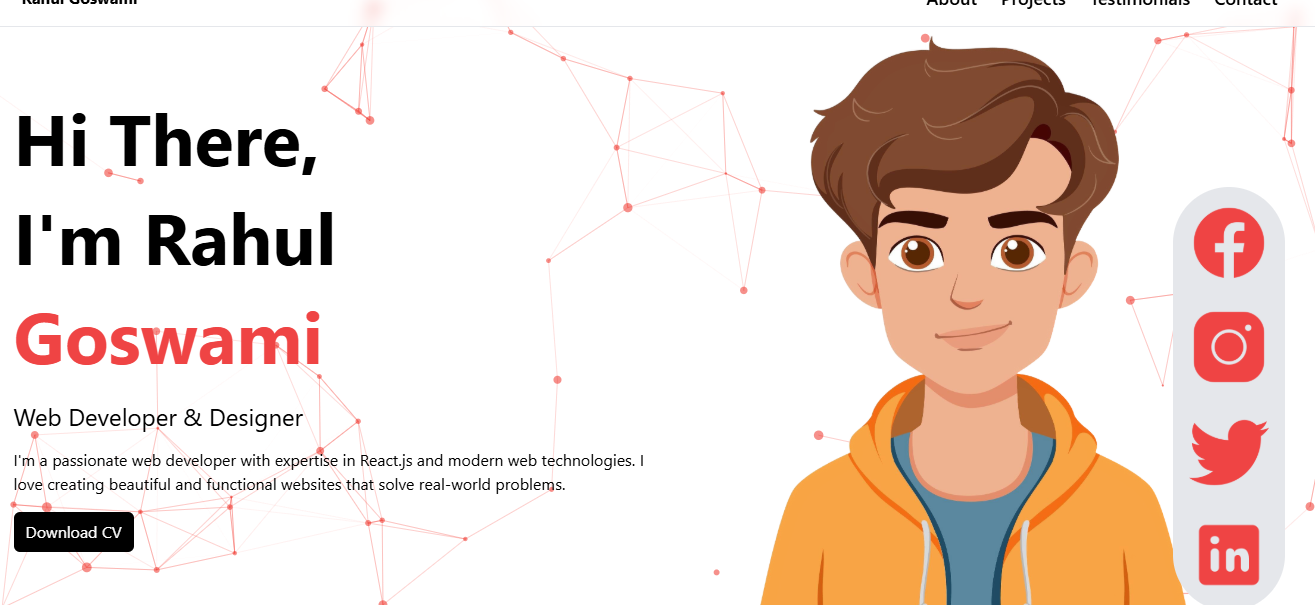 Rahul Goswami
About Projects Testimonials Contact
Hi There,
I'm Rahul
Goswami
Web Developer & Designer
I'm a passionate web developer with expertise in React.js and modern web technologies. I
love creating beautiful and functional websites that solve real-world problems.
Download CV
in